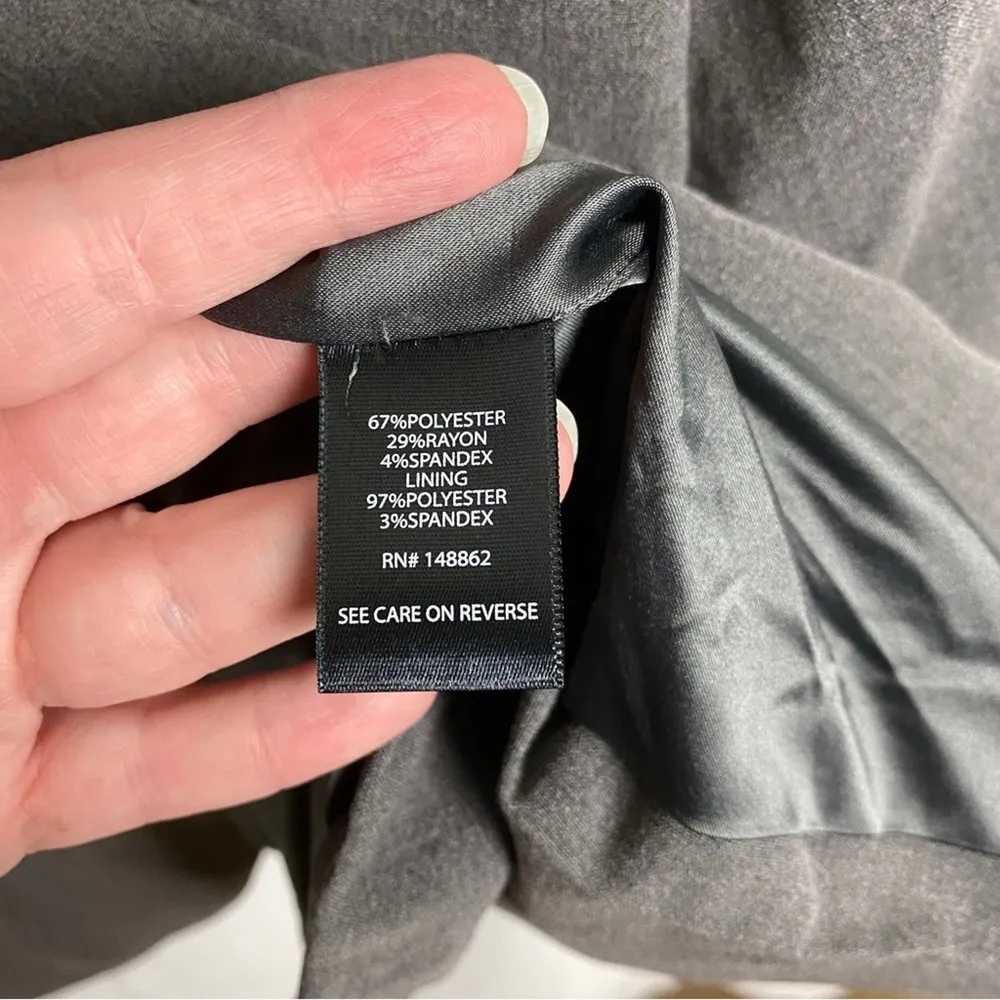 67%POLYESTER
29%RAYON
4%SPANDEX
LINING
97%POLYESTER
3%SPANDEX
RN# 148862
SEE CARE ON REVERSE